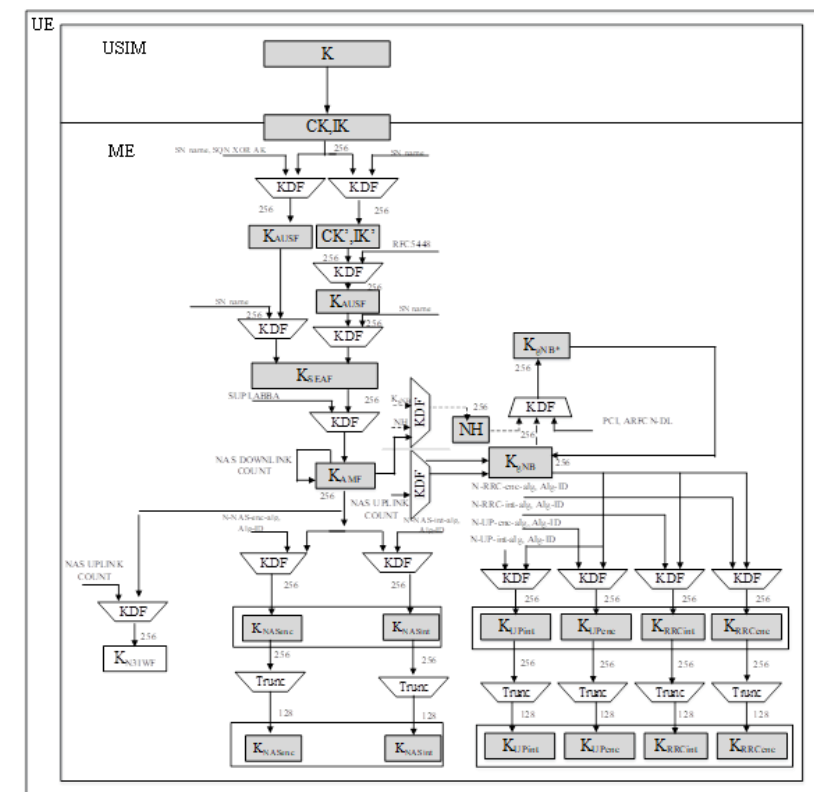 UE
USIM
K
CK,IK
ME
SN name, SQN XOR AK
256
SN name
KDF
KDF
256
256
KAUSF
CK',IK'
256
RFC5448
KDF
256
KAUSF
SN name
256
SN name
256
KDF
KDF
KSEAF
256
SUPI,ABBA
KDF
KgNB*
256
KDF
PCI, ARFCN-DL
KDF
NH
256
NH
256
NAS DOWNLINK
COUNT
KAMF
256
KDF
KgNB
256
NAS UPLINK
COUNT
N-RRC-enc-alg, Alg-ID
N-RRC-int-alg, Alg-ID
N-UP-enc-alg, Alg-ID
N-UP-int-alg, Alg-ID
N-NAS-enc-alg,
Alg-ID
N-NAS-int-alg,
Alg-ID
NAS UPLINK
COUNT
KDF
KDF
KDF
KDF
KDF
KDF
KDF
256
256
256
256
256
256
256
KN3IWF
KNASenc
KNASint
KUPint
KUPenc
KRRCint
KRRCenc
256
256
256
256
256
256
Trunc
Trunc
Trunc
Trunc
Trunc
Trunc
128
128
128
128
128
128
KNASenc
KNASint
KUPint
KUPenc
KRRCint
KRRCenc